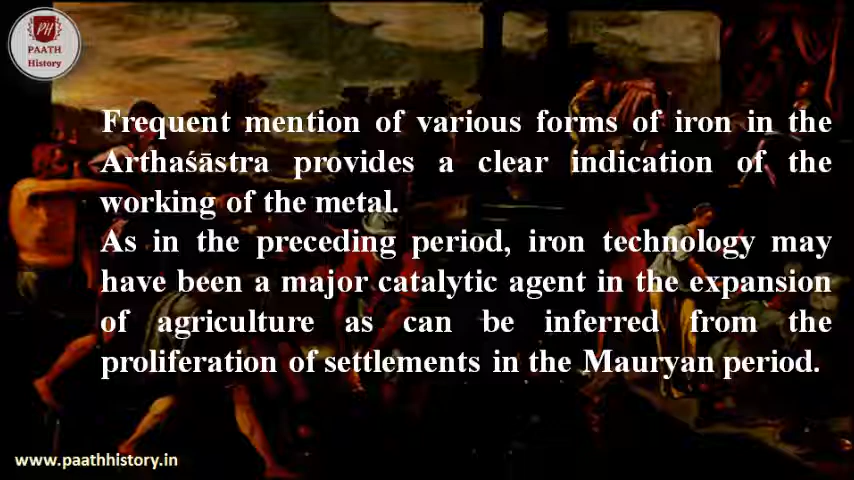 PH
PAATH
History
Frequent mention of various forms of iron in the
Arthaśāstra provides a clear indication of the
working of the metal.
As in the preceding period, iron technology may
have been a major catalytic agent in the expansion
of agriculture as can be inferred from the
proliferation of settlements in the Mauryan period.
www.paathhistory.in